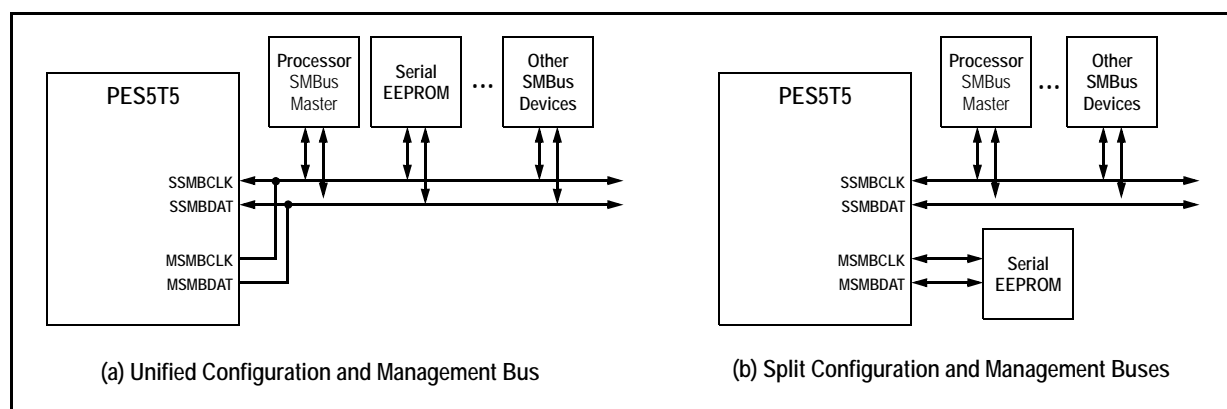 PES5T5
Processor
SMBus
Master
Serial
EEPROM
...
Other
SMBus
Devices
SSMBCLK
SSMBDAT
MSMBCLK
MSMBDAT
(a) Unified Configuration and Management Bus
PES5T5
Processor
SMBus
Master
...
Other
SMBus
Devices
SSMBCLK
SSMBDAT
MSMBCLK
MSMBDAT
Serial
EEPROM
(b) Split Configuration and Management Buses